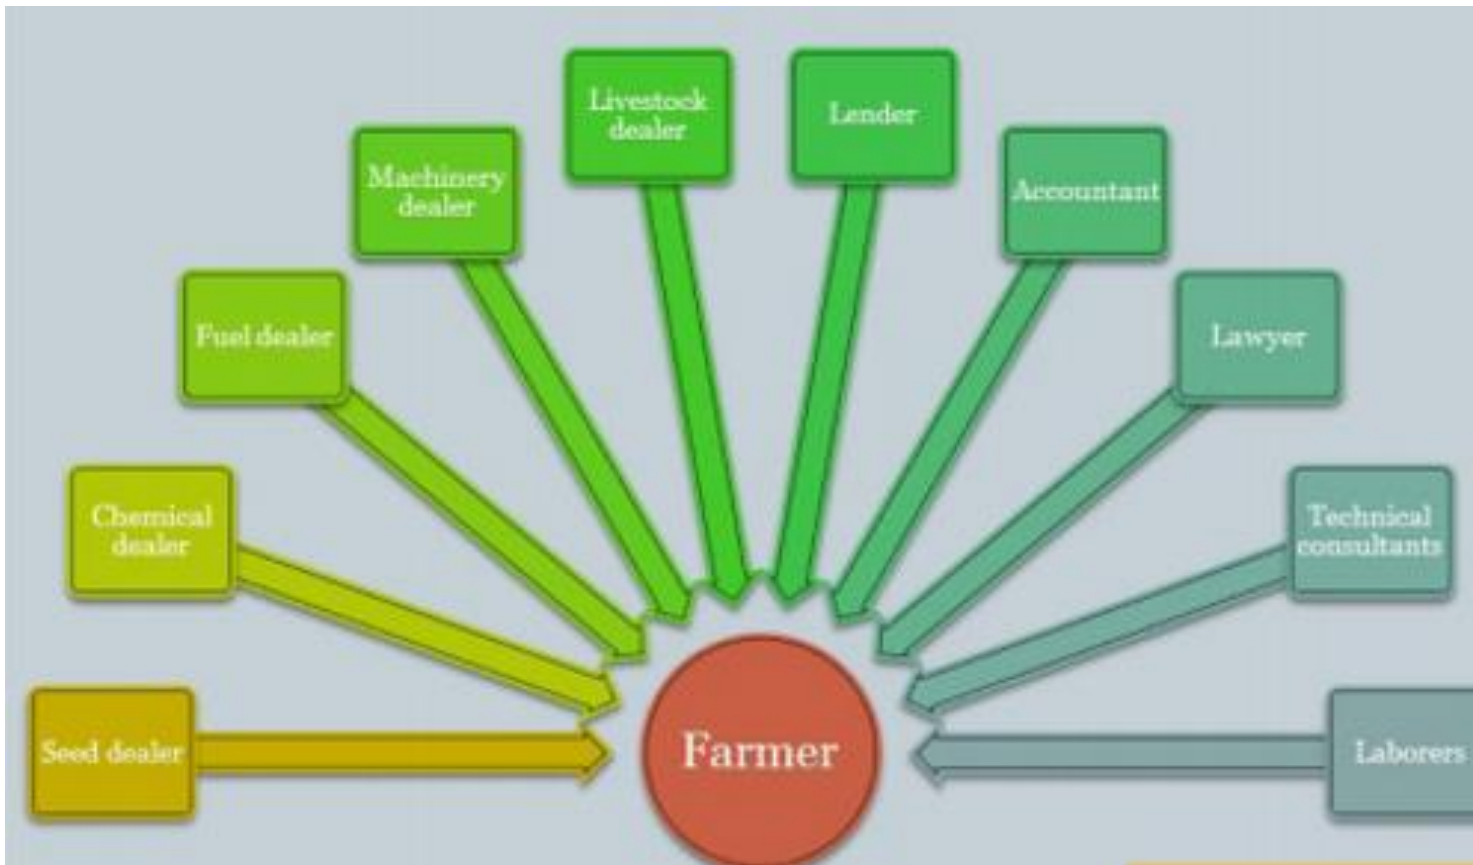 Livestock
dealer
Lender
Machinery
dealer
Accountant
Fuel dealer
Lawyer
Chemical
dealer
Technical
consultants
Seed dealer
Farmer
Laborers